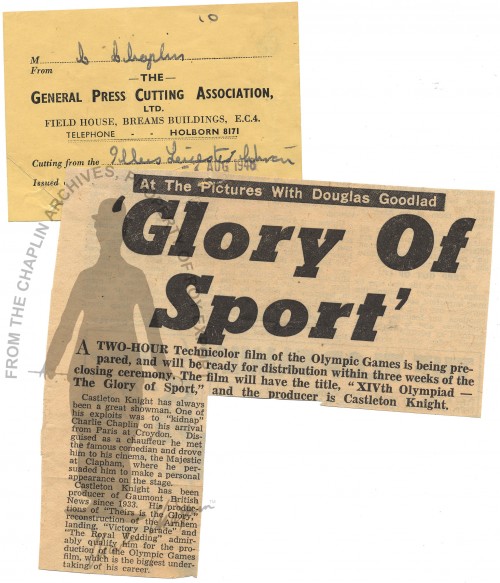 10
M C Chaplin
From
— THE —
GENERAL PRESS CUTTING ASSOCIATION,
LTD.
FIELD HOUSE, BREAMS BUILDINGS, E.C.4.
TELEPHONE - HOLBORN 8171
Cutting from the Illus Leicester
Issued AUG 1948
At The Pictures With Douglas Goodlad
'Glory Of
Sport'
A TWO-HOUR Technicolor film of the Olympic Games is being pre-
pared, and will be ready for distribution within three weeks of the
closing ceremony. The film will have the title, "XIVth Olympiad —
The Glory of Sport," and the producer is Castleton Knight.
Castleton Knight has always
been a great showman. One of
his exploits was to "kidnap"
Charlie Chaplin on his arrival
from Paris at Croydon. Dis-
guised as a chauffeur he met
the famous comedian and drove
him to his cinema, the Majestic
at Clapham, where he per-
suaded him to make a personal
appearance on the stage.
Castleton Knight has been
producer of Gaumont British
News since 1933. His produc-
tions of "Theirs is the Glory,"
reconstruction of the Arnhem
landing, "Victory Parade" and
"The Royal Wedding" admir-
ably qualify him for the pro-
duction of the Olympic Games
film, which is the biggest under-
taking of his career.
FROM THE CHAPLIN ARCHIVES,